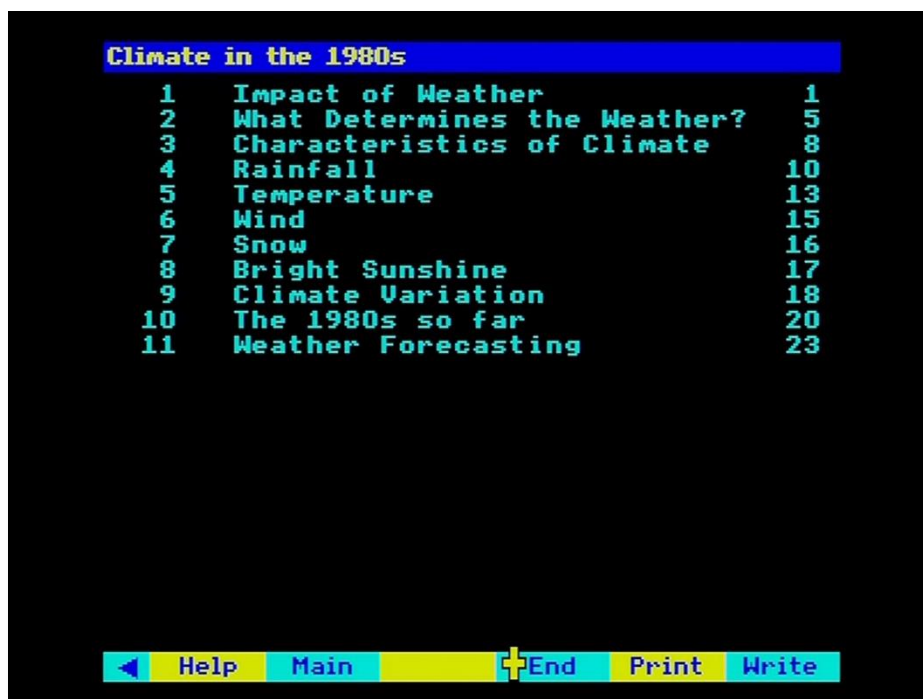 Climate in the 1980s
1 Impact of Weather 1
2 What Determines the Weather? 5
3 Characteristics of Climate 8
4 Rainfall 10
5 Temperature 13
6 Wind 15
7 Snow 16
8 Bright Sunshine 17
9 Climate Variation 18
10 The 1980s so far 20
11 Weather Forecasting 23
Help Main End Print Write